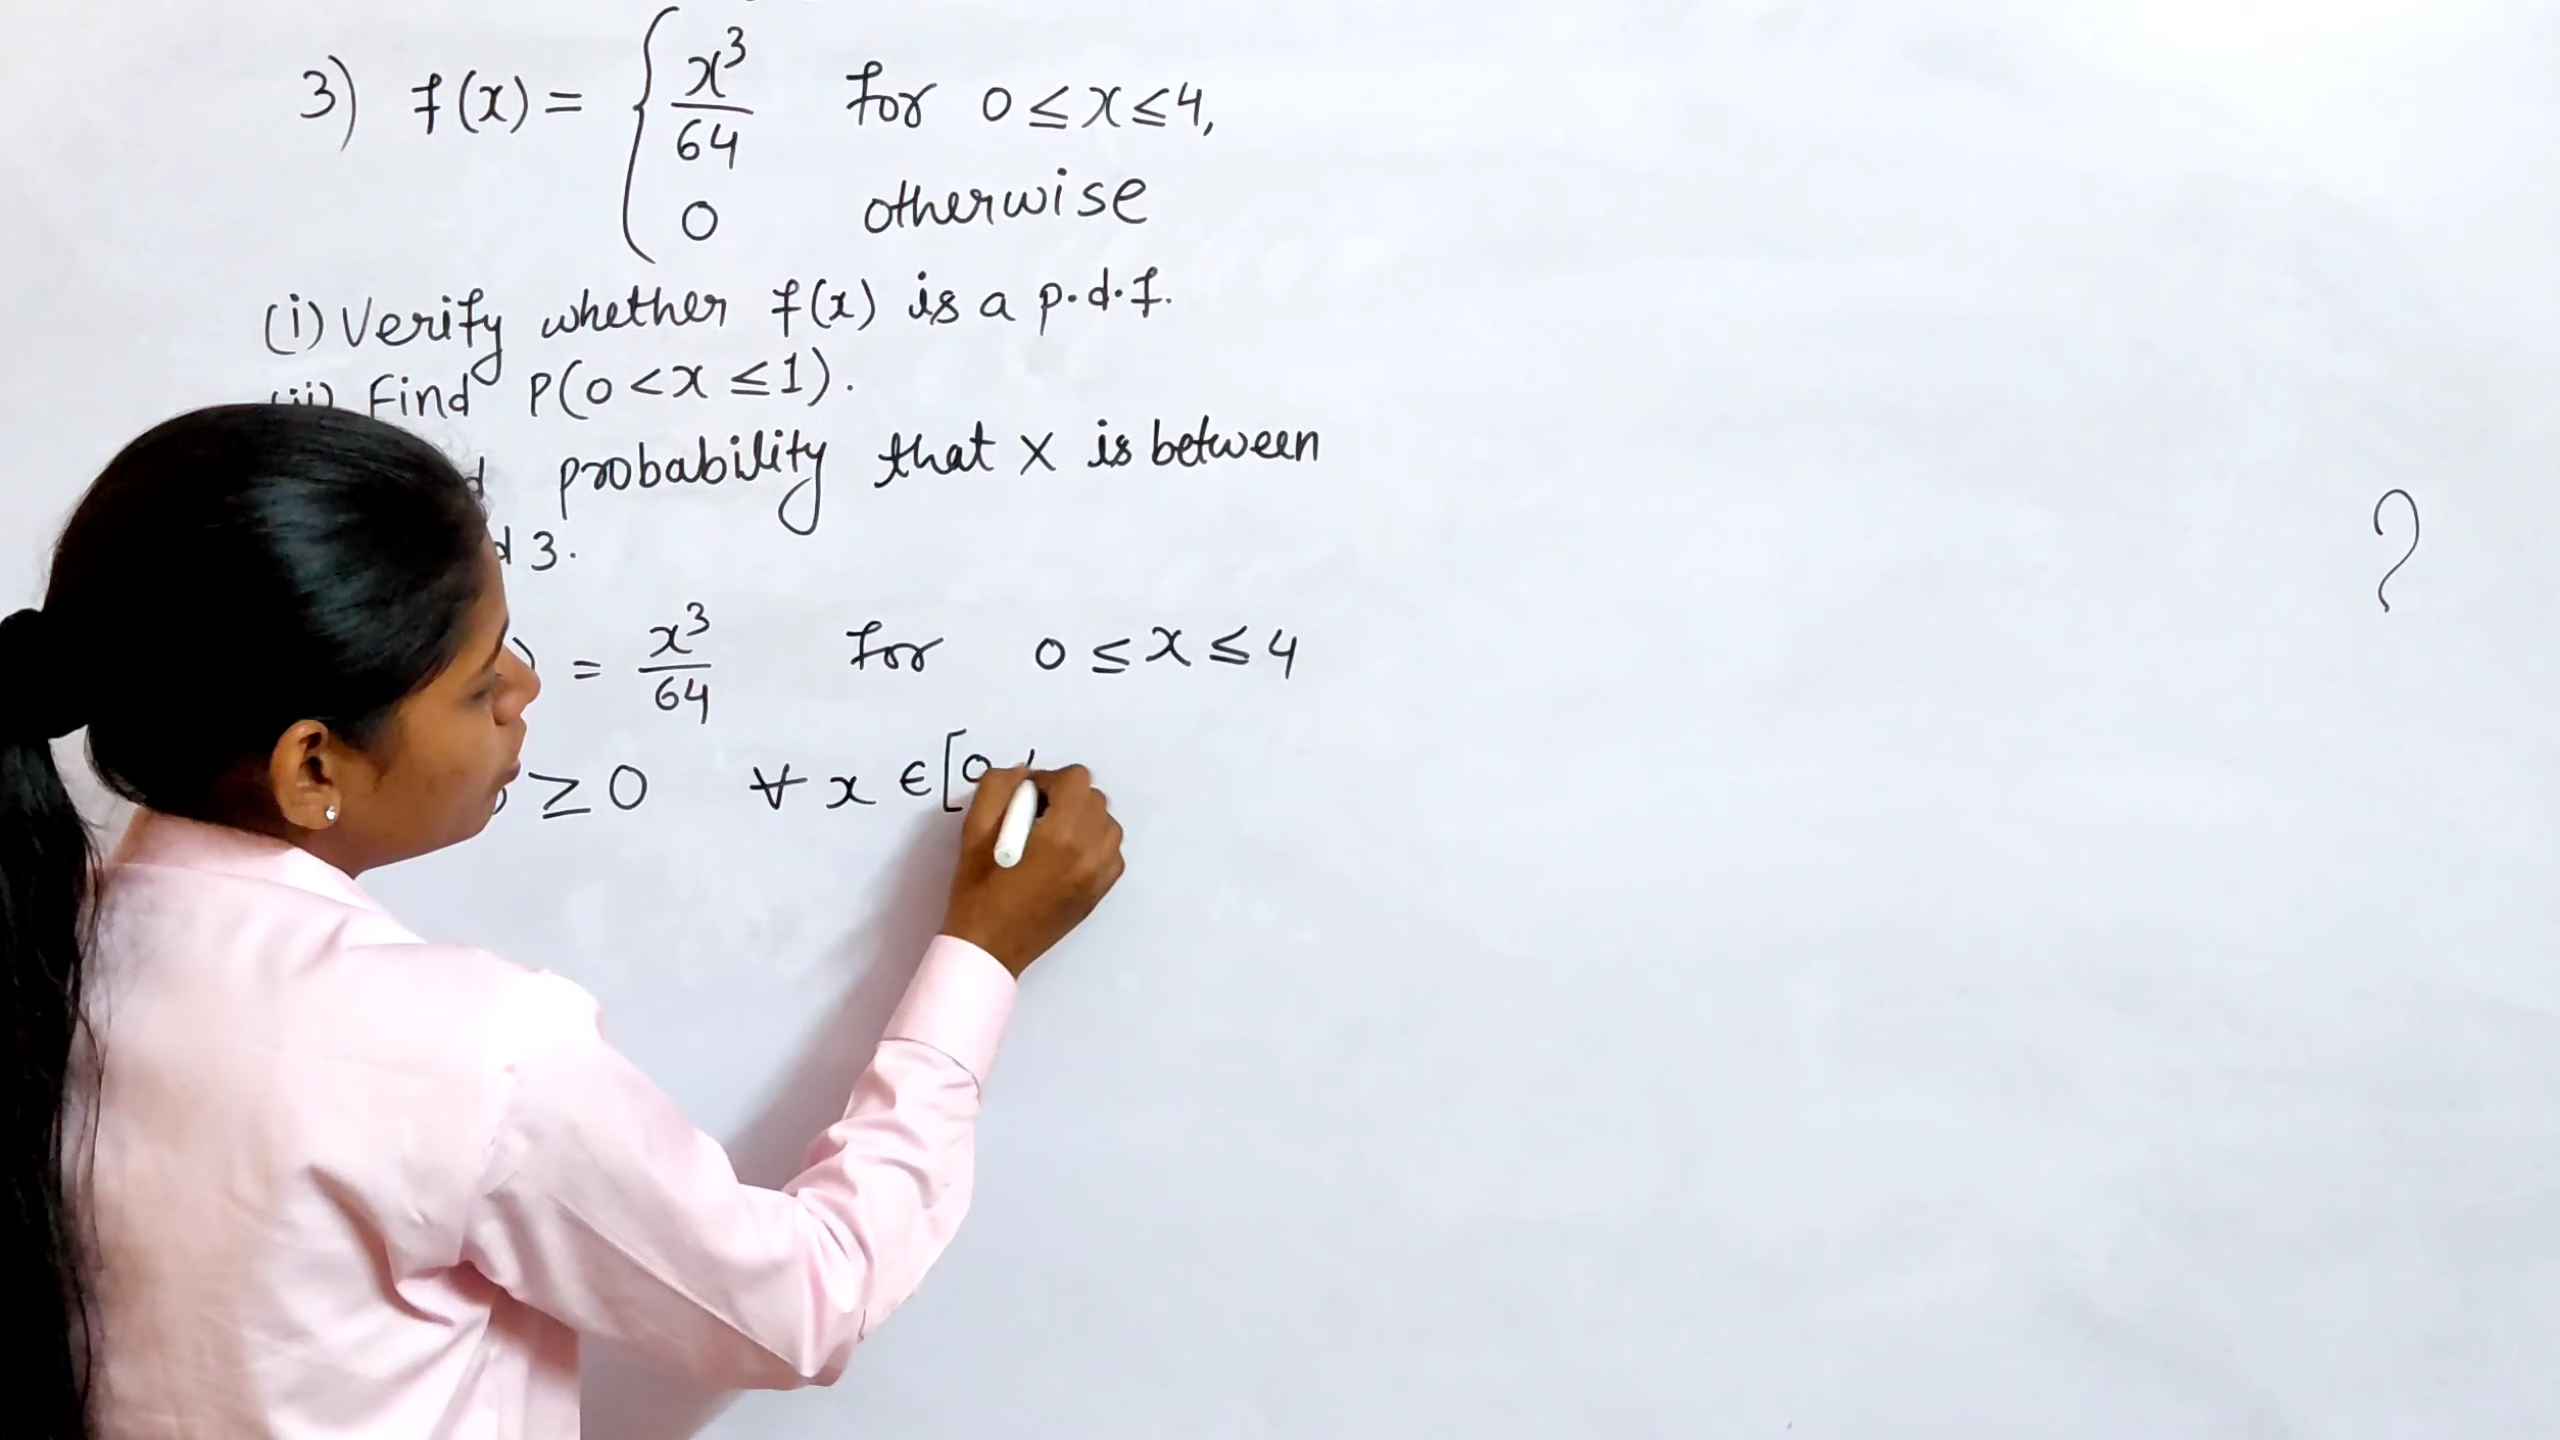 3) f(x) = { x³/64 for 0 ≤ x ≤ 4,
0 otherwise
(i) Verify whether f(x) is a p.d.f.
Find P(0 < x ≤ 1).
probability that X is between
3.
= x³/64 for 0 ≤ x ≤ 4
≥ 0 ∀ x ∈ [0
?